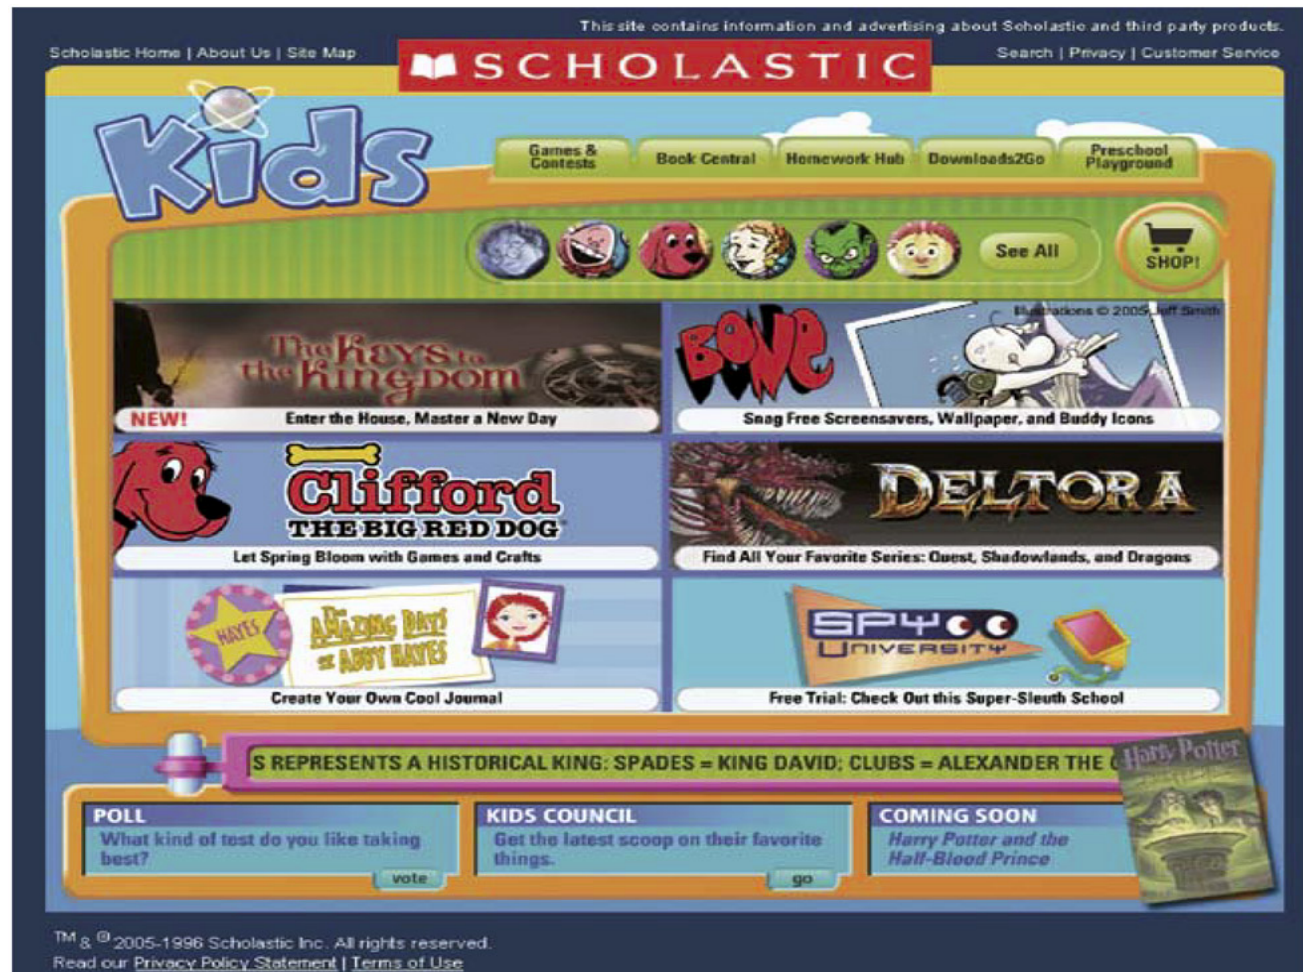 This site contains information and advertising about Scholastic and third party products.
Scholastic Home | About Us | Site Map
SCHOLASTIC
Search | Privacy | Customer Service
Kids
Games &
Contests
Book Central
Homework Hub
Downloads2Go
Preschool
Playground
See All
SHOP!
The Keys to
the Kingdom
NEW! Enter the House, Master a New Day
BONE
Illustrations © 2005 Jeff Smith
Snag Free Screensavers, Wallpaper, and Buddy Icons
Clifford
THE BIG RED DOG
Let Spring Bloom with Games and Crafts
DELTORA
Find All Your Favorite Series: Quest, Shadowlands, and Dragons
HAYES
The
AMAZING DAYS
OF ABBY HAYES
Create Your Own Cool Journal
SPY
UNIVERSITY
Free Trial: Check Out this Super-Sleuth School
S REPRESENTS A HISTORICAL KING: SPADES = KING DAVID; CLUBS = ALEXANDER THE
Harry Potter
POLL
What kind of test do you like taking
best?
vote
KIDS COUNCIL
Get the latest scoop on their favorite
things.
go
COMING SOON
Harry Potter and the
Half-Blood Prince
TM & © 2005-1996 Scholastic Inc. All rights reserved.
Read our Privacy Policy Statement | Terms of Use